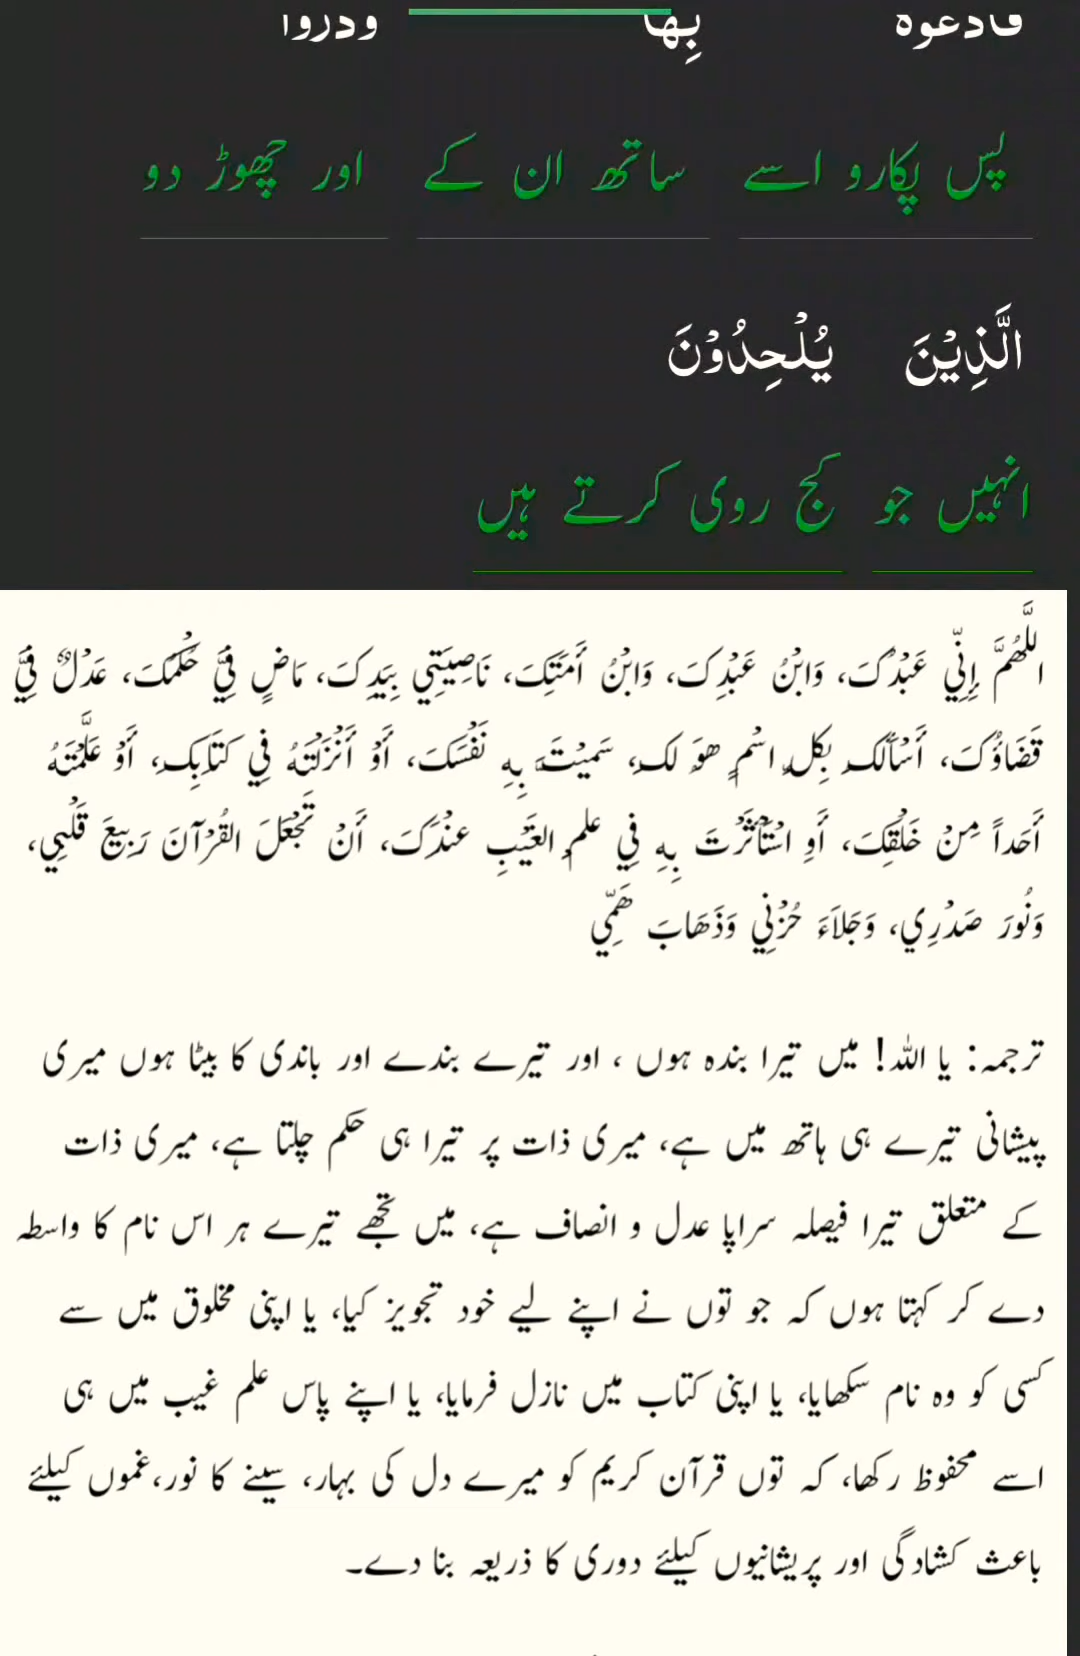 فادعوه بِهَا وذروا
پس پکارو اسے ساتھ ان کے اور چھوڑ دو
الَّذِيْنَ يُلْحِدُوْنَ
انہیں جو کج روی کرتے ہیں
اللَّهُمَّ إِنِّي عَبْدُكَ، وَابْنُ عَبْدِكَ، وَابْنُ أَمَتِكَ، نَاصِيَتِي بِيَدِكَ، مَاضٍ فِيَّ حُكْمُكَ، عَدْلٌ فِيَّ
قَضَاؤُكَ، أَسْأَلُكَ بِكُلِّ اسْمٍ هُوَ لَكَ، سَمَّيْتَ بِهِ نَفْسَكَ، أَوْ أَنْزَلْتَهُ فِي كِتَابِكَ، أَوْ عَلَّمْتَهُ
أَحَداً مِنْ خَلْقِكَ، أَوِ اسْتَأْثَرْتَ بِهِ فِي عِلْمِ الغَيْبِ عِنْدَكَ، أَنْ تَجْعَلَ القُرْآنَ رَبِيعَ قَلْبِي،
وَنُورَ صَدْرِي، وَجَلاَءَ حُزْنِي وَذَهَابَ هَمِّي
ترجمہ: یا اللہ! میں تیرا بندہ ہوں ، اور تیرے بندے اور باندی کا بیٹا ہوں میری
پیشانی تیرے ہی ہاتھ میں ہے، میری ذات پر تیرا ہی حکم چلتا ہے، میری ذات
کے متعلق تیرا فیصلہ سراپا عدل و انصاف ہے، میں تجھے تیرے ہر اس نام کا واسطہ
دے کر کہتا ہوں کہ جو توں نے اپنے لیے خود تجویز کیا، یا اپنی مخلوق میں سے
کسی کو وہ نام سکھایا، یا اپنی کتاب میں نازل فرمایا، یا اپنے پاس علم غیب میں ہی
اسے محفوظ رکھا، کہ توں قرآن کریم کو میرے دل کی بہار، سینے کا نور،غموں کیلئے
باعث کشادگی اور پریشانیوں کیلئے دوری کا ذریعہ بنا دے۔